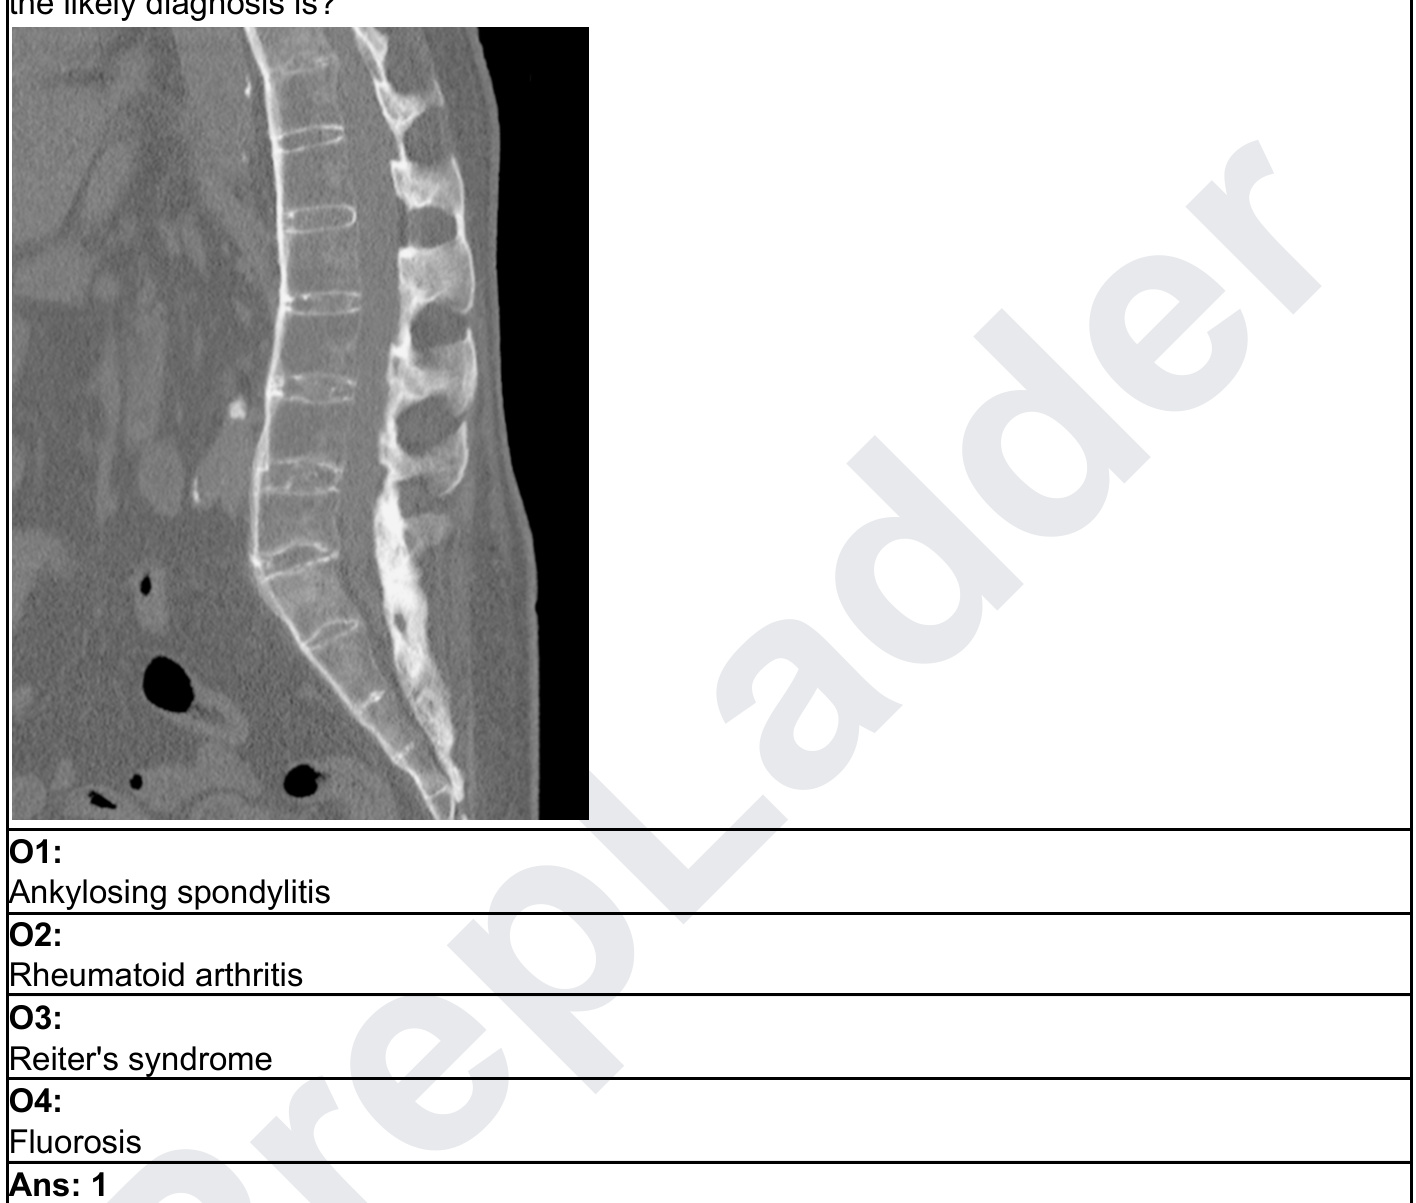 the likely diagnosis is?
O1:
Ankylosing spondylitis
O2:
Rheumatoid arthritis
O3:
Reiter's syndrome
O4:
Fluorosis
Ans: 1
PrepLadder